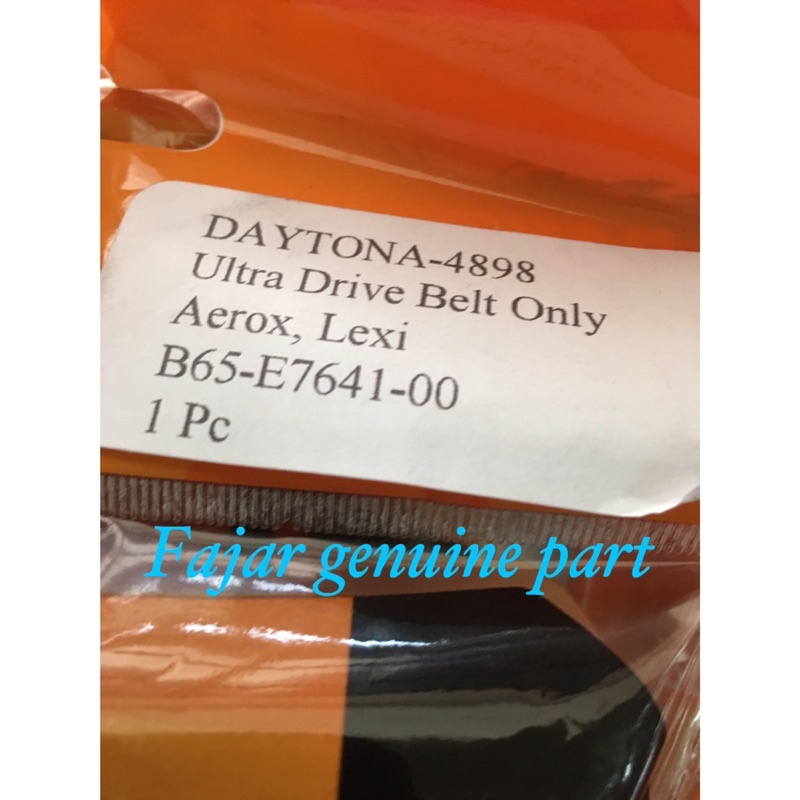 DAYTONA-4898
Ultra Drive Belt Only
Aerox, Lexi
B65-E7641-00
1 Pc
Fajar genuine part